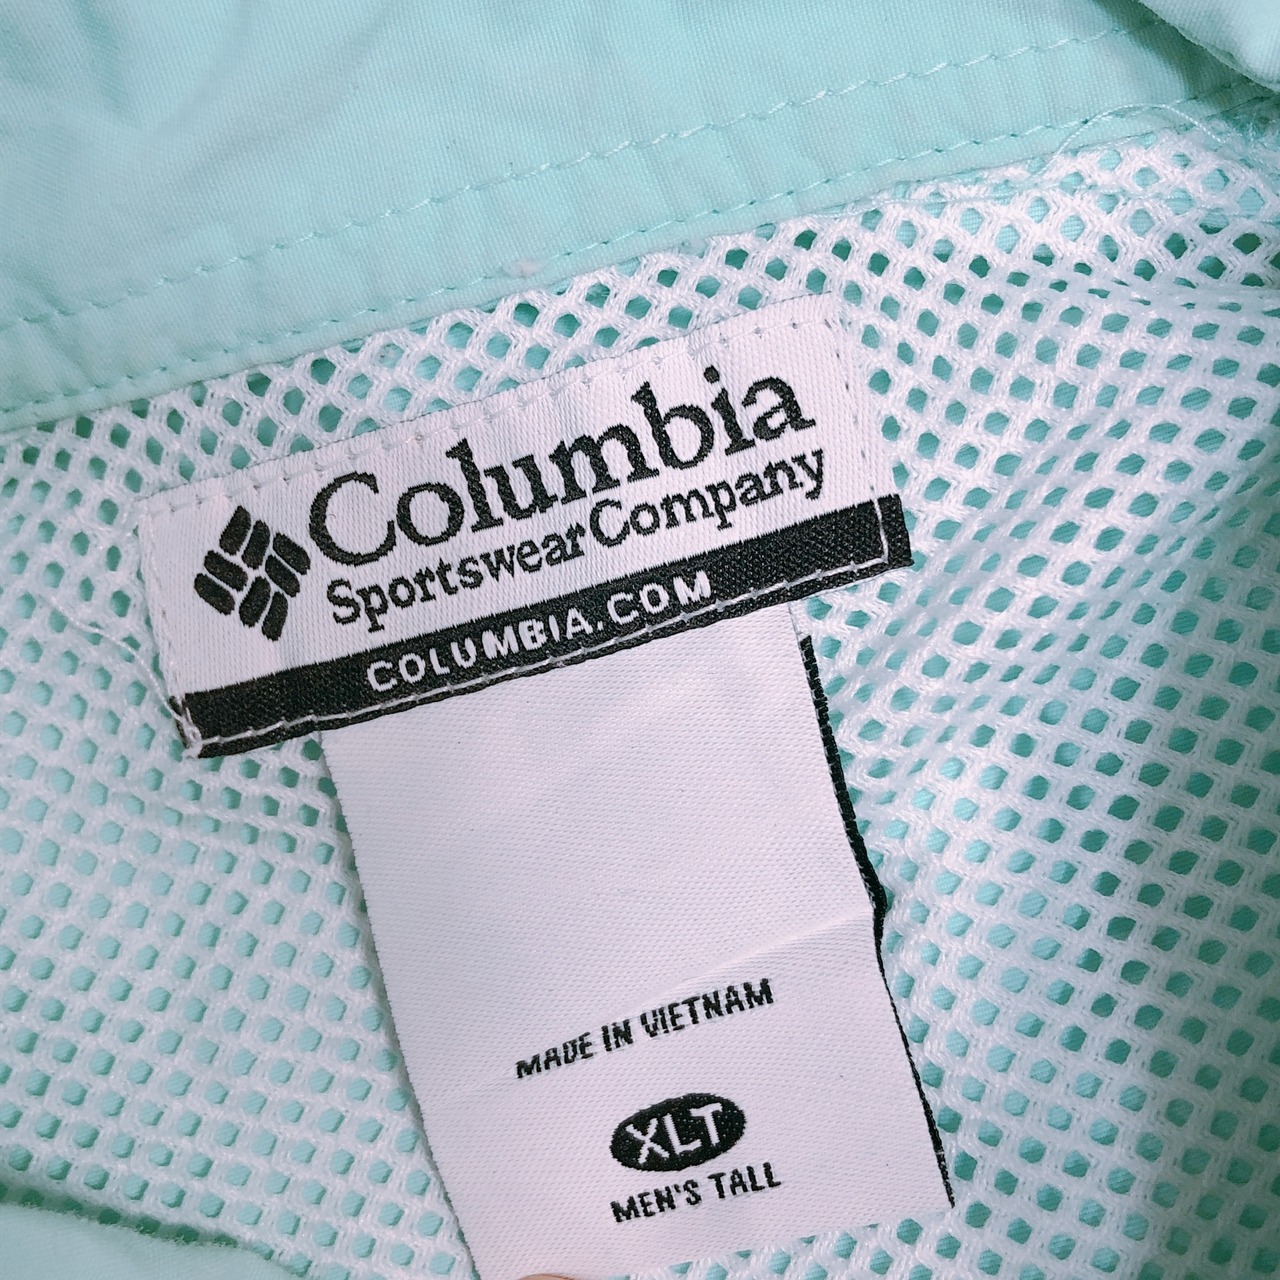 Columbia
Sportswear Company
COLUMBIA.COM
MADE IN VIETNAM
XLT
MEN'S TALL